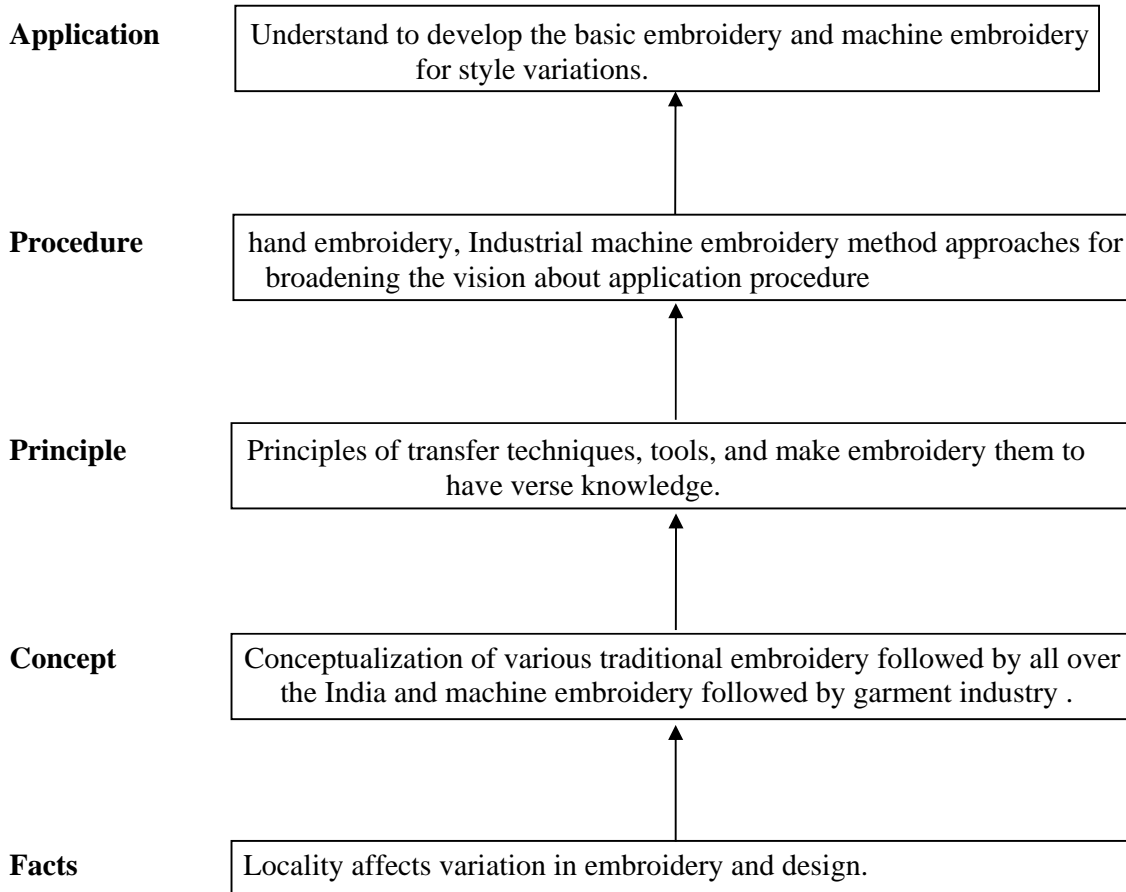 Application
Understand to develop the basic embroidery and machine embroidery
for style variations.
Procedure
hand embroidery, Industrial machine embroidery method approaches for
broadening the vision about application procedure
Principle
Principles of transfer techniques, tools, and make embroidery them to
have verse knowledge.
Concept
Conceptualization of various traditional embroidery followed by all over
the India and machine embroidery followed by garment industry .
Facts
Locality affects variation in embroidery and design.